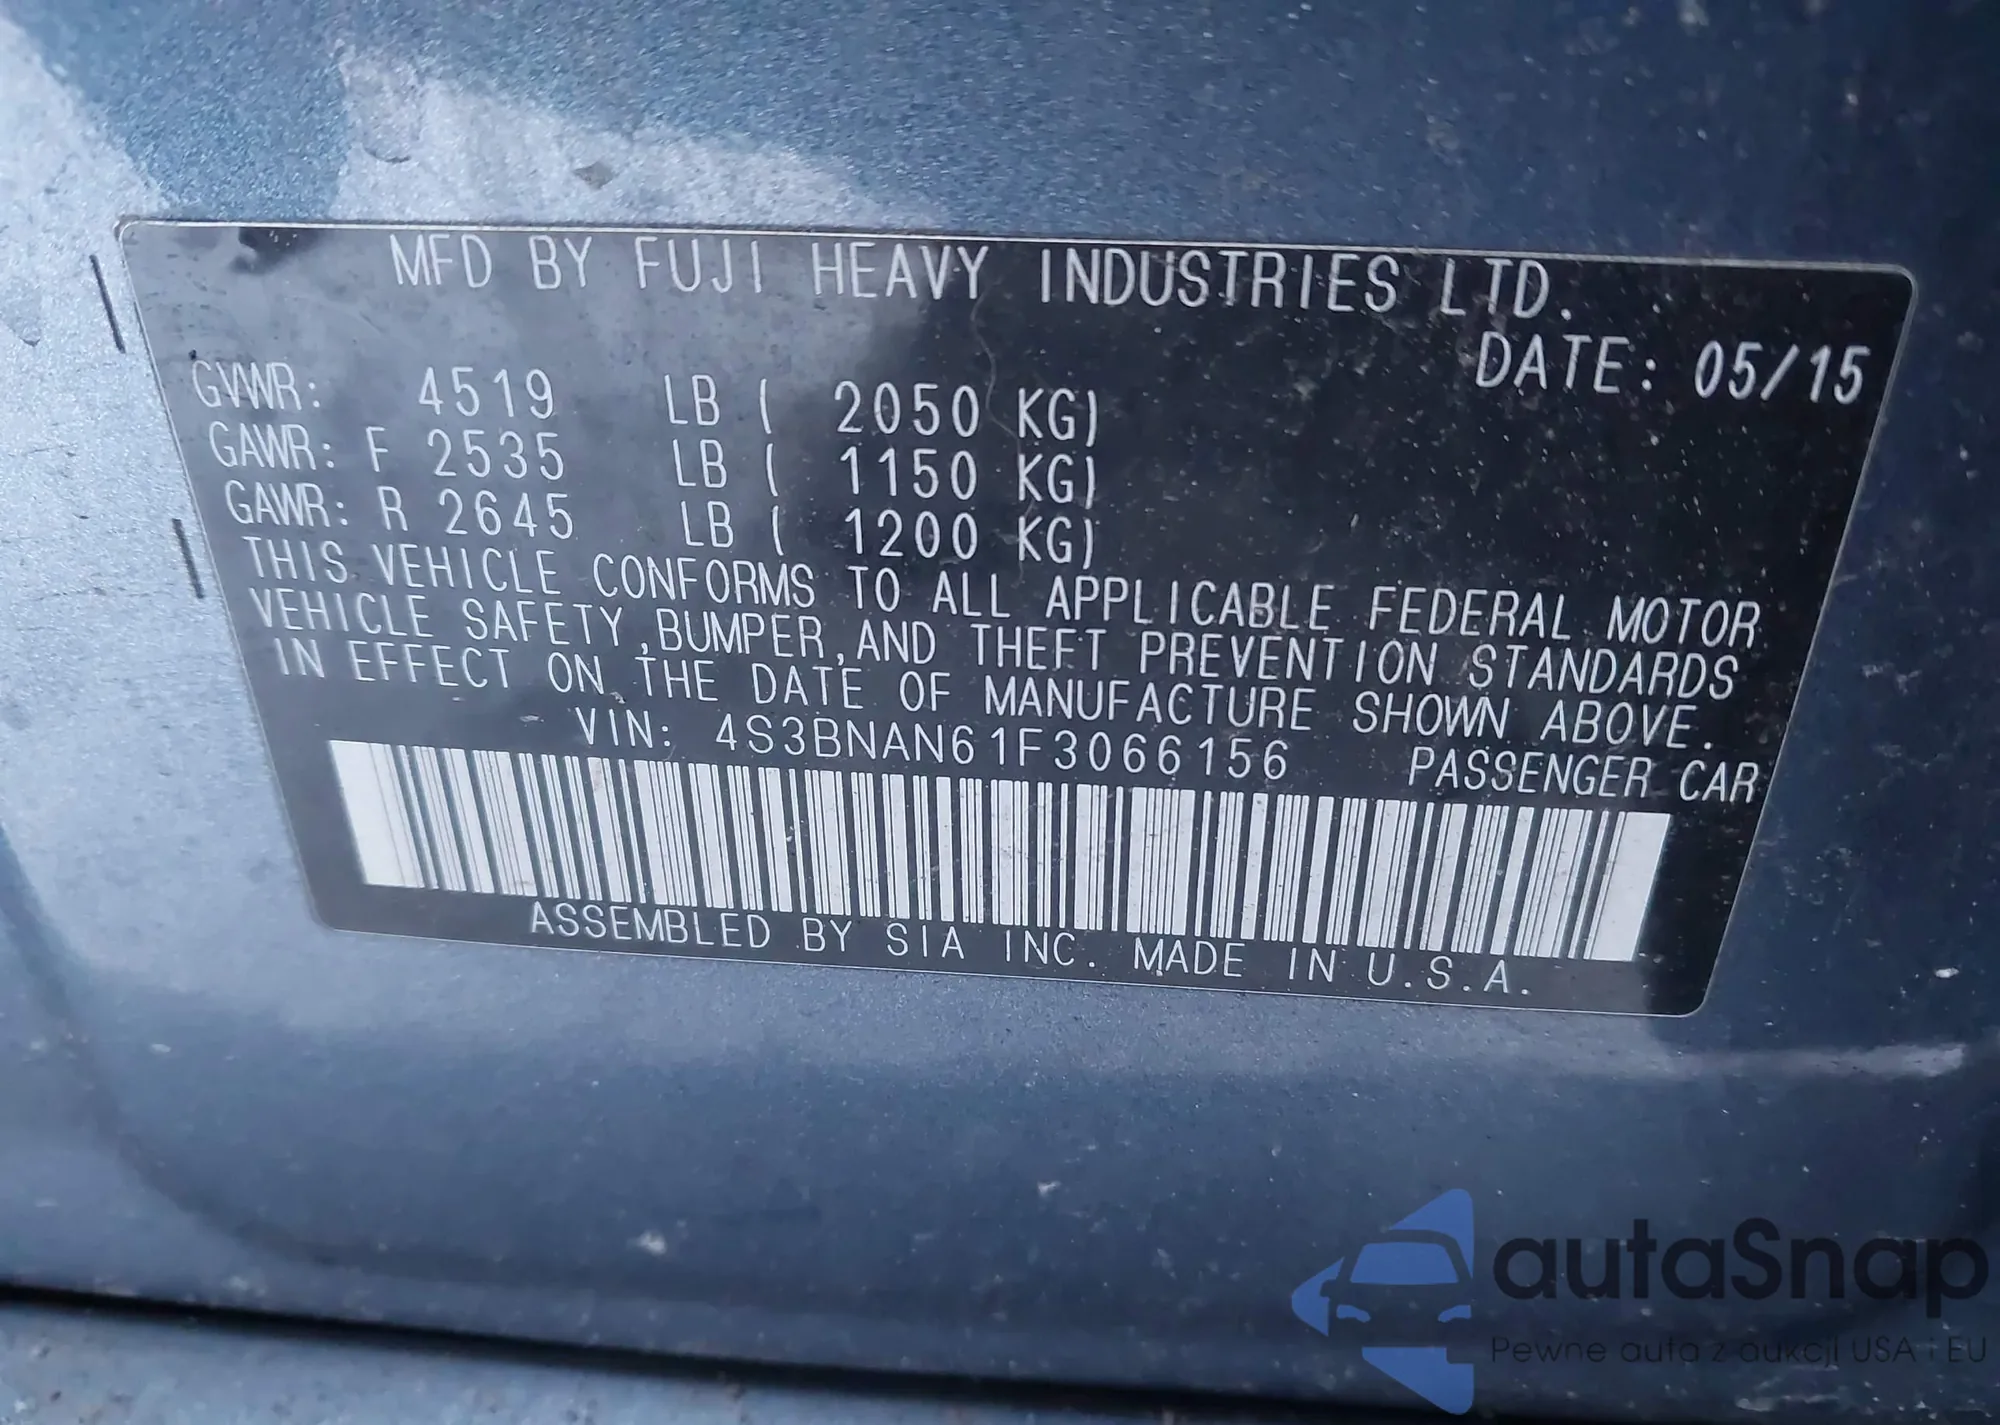 MFD BY FUJI HEAVY INDUSTRIES LTD.
DATE: 05/15
GVWR: 4519 LB ( 2050 KG)
GAWR: F 2535 LB ( 1150 KG)
GAWR: R 2645 LB ( 1200 KG)
THIS VEHICLE CONFORMS TO ALL APPLICABLE FEDERAL MOTOR
VEHICLE SAFETY,BUMPER,AND THEFT PREVENTION STANDARDS
IN EFFECT ON THE DATE OF MANUFACTURE SHOWN ABOVE.
VIN: 4S3BNAN61F3066156 PASSENGER CAR
ASSEMBLED BY SIA INC. MADE IN U.S.A.
autaSnap
Pewne auta z aukcji USA i EU